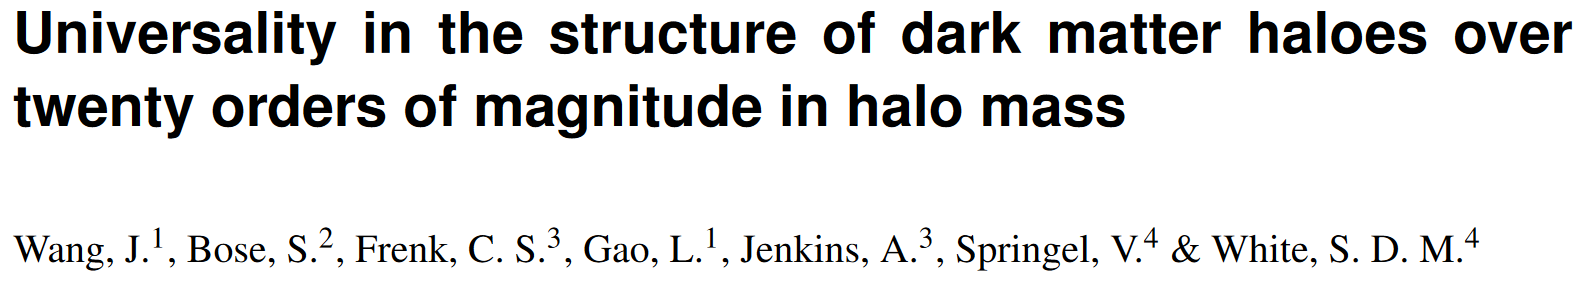 Universality in the structure of dark matter haloes over
twenty orders of magnitude in halo mass
Wang, J.¹, Bose, S.², Frenk, C. S.³, Gao, L.¹, Jenkins, A.³, Springel, V.⁴ & White, S. D. M.⁴